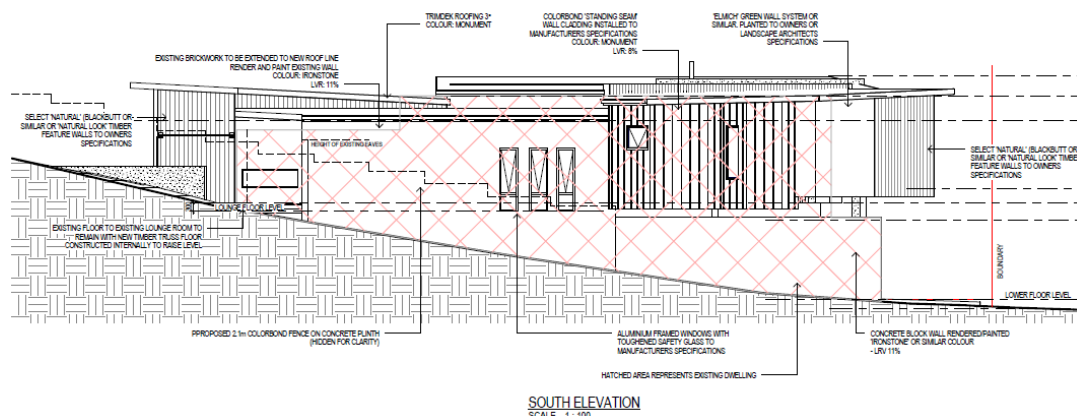 TRIMDEK ROOFING 3°
COLOUR: MONUMENT
COLORBOND 'STANDING SEAM'
WALL CLADDING INSTALLED TO
MANUFACTURERS SPECIFICATIONS
COLOUR: MONUMENT
LVR: 8%
'ELMICH' GREEN WALL SYSTEM OR
SIMILAR. PLANTED TO OWNERS OR
LANDSCAPE ARCHITECTS
SPECIFICATIONS
EXISTING BRICKWORK TO BE EXTENDED TO NEW ROOF LINE
RENDER AND PAINT EXISTING WALL
COLOUR: IRONSTONE
LVR: 11%
SELECT 'NATURAL' (BLACKBUTT OR
SIMILAR OR 'NATURAL LOOK' TIMBER
FEATURE WALLS TO OWNERS
SPECIFICATIONS
HEIGHT OF EXISTING EAVES
SELECT 'NATURAL' (BLACKBUTT OR
SIMILAR OR 'NATURAL LOOK' TIMBE
FEATURE WALLS TO OWNERS
SPECIFICATIONS
LOUNGE FLOOR LEVEL
EXISTING FLOOR TO EXISTING LOUNGE ROOM TO
REMAIN WITH NEW TIMBER TRUSS FLOOR
CONSTRUCTED INTERNALLY TO RAISE LEVEL
BOUNDARY
LOWER FLOOR LEVEL
PPROPOSED 2.1m COLORBOND FENCE ON CONCRETE PLINTH
(HIDDEN FOR CLARITY)
ALUMINIUM FRAMED WINDOWS WITH
TOUGHENED SAFETY GLASS TO
MANUFACTURERS SPECIFICATIONS
CONCRETE BLOCK WALL RENDERED/PAINTED
'IRONSTONE' OR SIMILAR COLOUR
- LRV 11%
HATCHED AREA REPRESENTS EXISTING DWELLING
SOUTH ELEVATION
SCALE 1 : 100